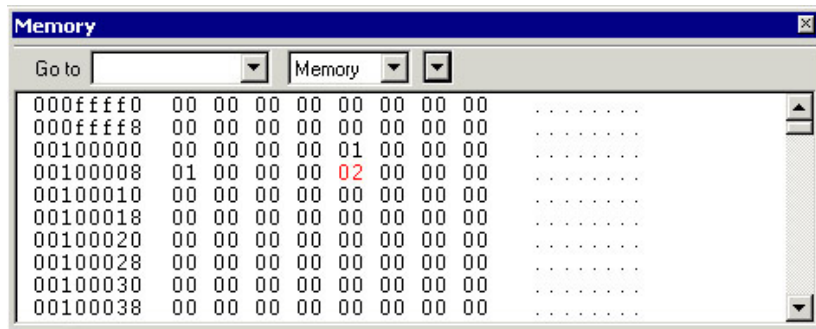 Memory
Go to Memory
000ffff0 00 00 00 00 00 00 00 00 ........
000ffff8 00 00 00 00 00 00 00 00 ........
00100000 00 00 00 00 01 00 00 00 ........
00100008 01 00 00 00 02 00 00 00 ........
00100010 00 00 00 00 00 00 00 00 ........
00100018 00 00 00 00 00 00 00 00 ........
00100020 00 00 00 00 00 00 00 00 ........
00100028 00 00 00 00 00 00 00 00 ........
00100030 00 00 00 00 00 00 00 00 ........
00100038 00 00 00 00 00 00 00 00 ........